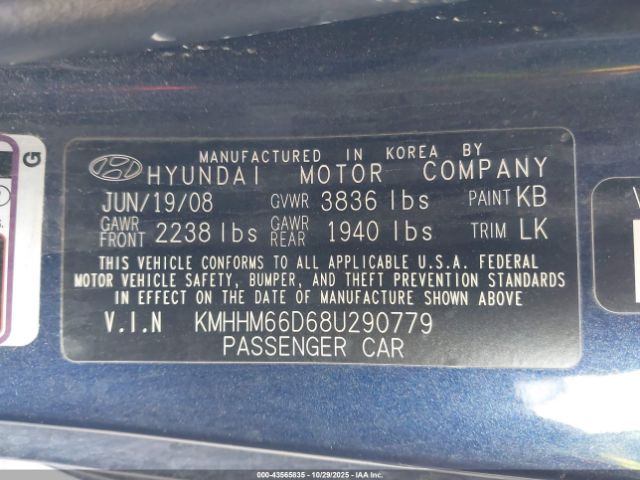 MANUFACTURED IN KOREA BY
HYUNDAI MOTOR COMPANY
JUN/19/08 GVWR 3836 lbs PAINT KB
GAWR FRONT 2238 lbs GAWR REAR 1940 lbs TRIM LK
THIS VEHICLE CONFORMS TO ALL APPLICABLE U.S.A. FEDERAL
MOTOR VEHICLE SAFETY, BUMPER, AND THEFT PREVENTION STANDARDS
IN EFFECT ON THE DATE OF MANUFACTURE SHOWN ABOVE
V.I.N KMHHM66D68U290779
PASSENGER CAR
G
V
000-43565835 - 10/29/2025 - IAAI, Inc.